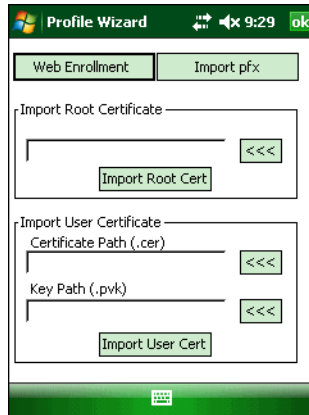 Profile Wizard 9:29 ok
Web Enrollment Import pfx
Import Root Certificate
<<<
Import Root Cert
Import User Certificate
Certificate Path (.cer)
<<<
Key Path (.pvk)
<<<
Import User Cert